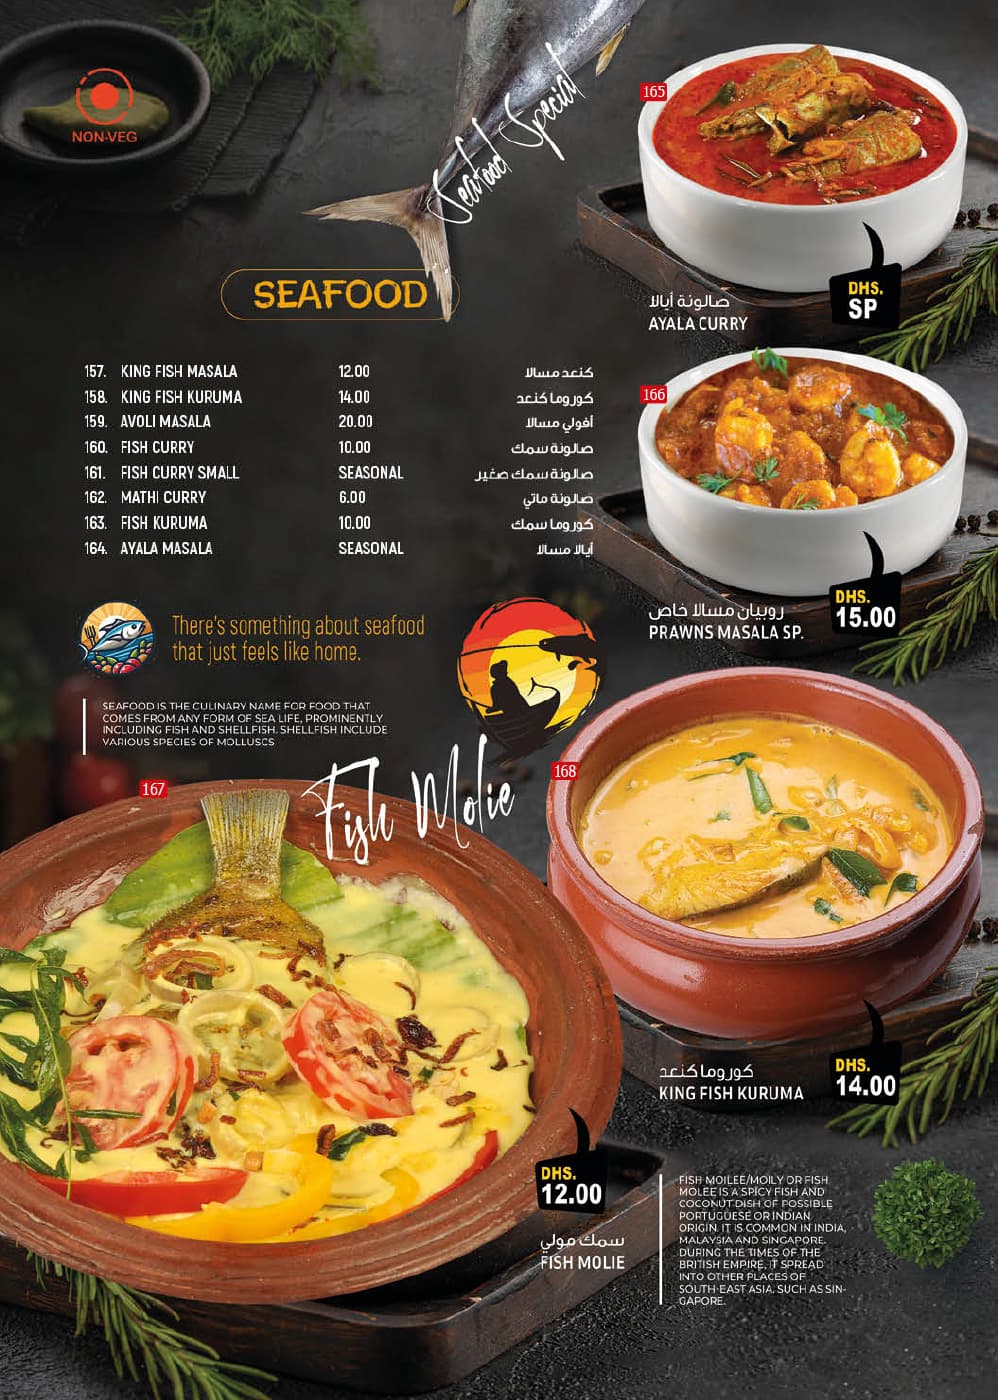 NON-VEG
Seafood Special
SEAFOOD
157. KING FISH MASALA 12.00 كنعد مسالا
158. KING FISH KURUMA 14.00 كوروما كنعد
159. AVOLI MASALA 20.00 أفولي مسالا
160. FISH CURRY 10.00 صالونة سمك
161. FISH CURRY SMALL SEASONAL صالونة سمك صغير
162. MATHI CURRY 6.00 صالونة ماتي
163. FISH KURUMA 10.00 كوروما سمك
164. AYALA MASALA SEASONAL أيالا مسالا
165
DHS.
SP
صالونة أيالا
AYALA CURRY
166
DHS.
15.00
روبيان مسالا خاص
PRAWNS MASALA SP.
There's something about seafood
that just feels like home.
SEAFOOD IS THE CULINARY NAME FOR FOOD THAT
COMES FROM ANY FORM OF SEA LIFE, PROMINENTLY
INCLUDING FISH AND SHELLFISH. SHELLFISH INCLUDE
VARIOUS SPECIES OF MOLLUSCS
Fish Molie
167
DHS.
12.00
سمك مولي
FISH MOLIE
168
DHS.
14.00
كوروما كنعد
KING FISH KURUMA
FISH MOILEE/MOILY OR FISH
MOLEE IS A SPICY FISH AND
COCONUT DISH OF POSSIBLE
PORTUGUESE OR INDIAN
ORIGIN. IT IS COMMON IN INDIA,
MALAYSIA AND SINGAPORE.
DURING THE TIMES OF THE
BRITISH EMPIRE, IT SPREAD
INTO OTHER PLACES OF
SOUTH-EAST ASIA, SUCH AS SIN-
GAPORE.